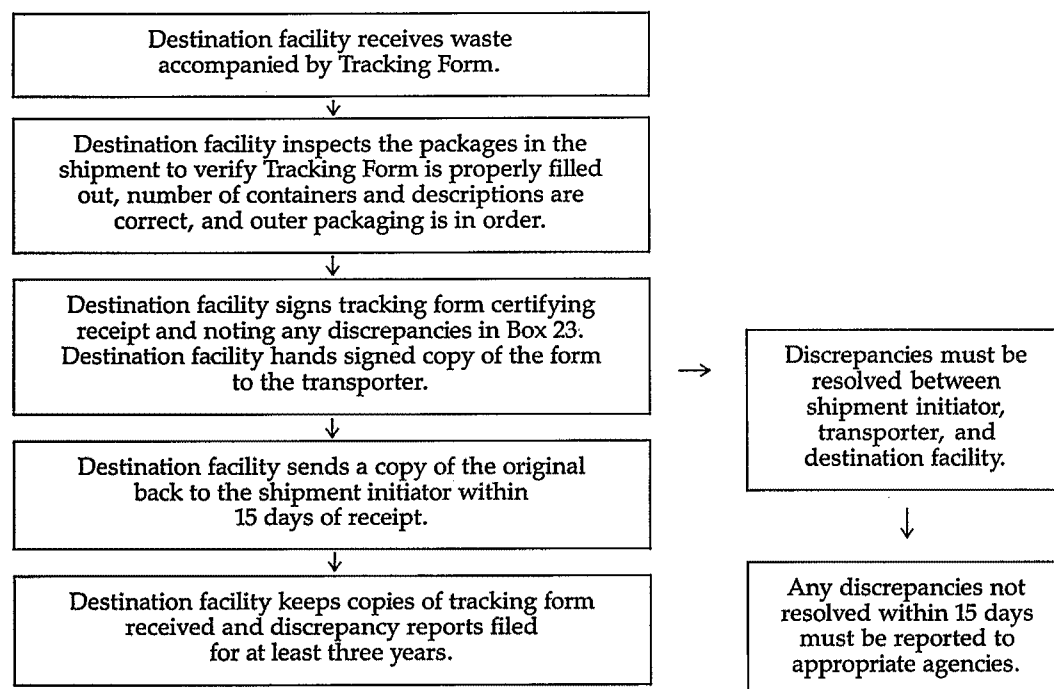 Destination facility receives waste
accompanied by Tracking Form.
Destination facility inspects the packages in the
shipment to verify Tracking Form is properly filled
out, number of containers and descriptions are
correct, and outer packaging is in order.
Destination facility signs tracking form certifying
receipt and noting any discrepancies in Box 23.
Destination facility hands signed copy of the form
to the transporter.
Destination facility sends a copy of the original
back to the shipment initiator within
15 days of receipt.
Destination facility keeps copies of tracking form
received and discrepancy reports filed
for at least three years.
Discrepancies must be
resolved between
shipment initiator,
transporter, and
destination facility.
Any discrepancies not
resolved within 15 days
must be reported to
appropriate agencies.